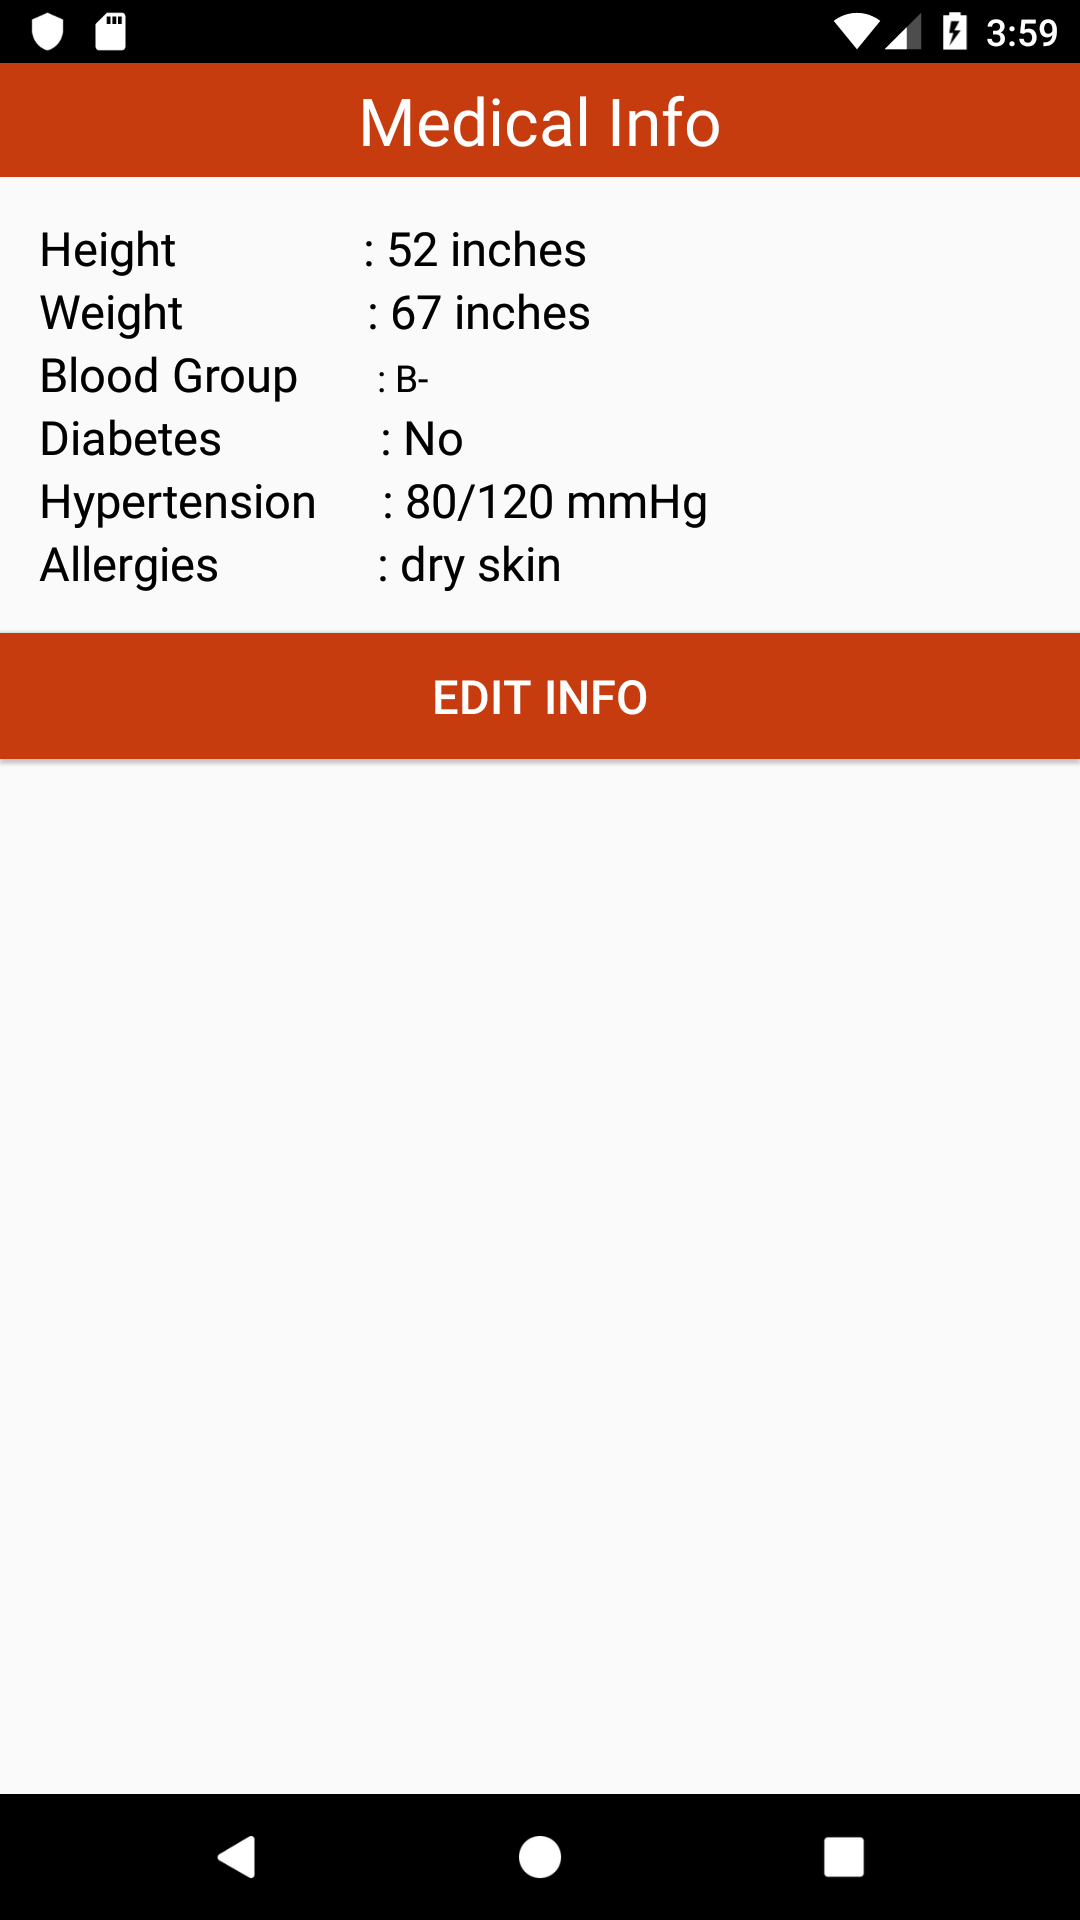 3:59
Medical Info
Height : 52 inches
Weight : 67 inches
Blood Group : B-
Diabetes : No
Hypertension : 80/120 mmHg
Allergies : dry skin
EDIT INFO